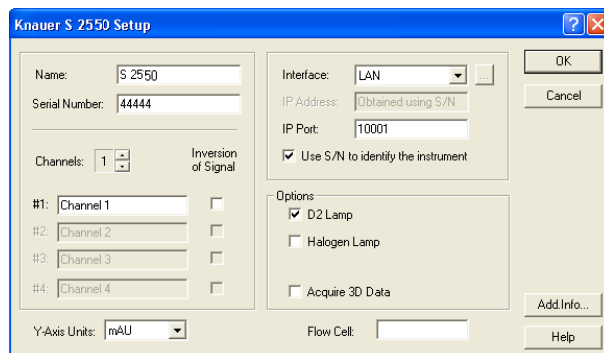 Knauer S 2550 Setup
Name: S 2550
Serial Number: 44444
Channels: 1
Inversion of Signal
#1: Channel 1
#2: Channel 2
#3: Channel 3
#4: Channel 4
Y-Axis Units: mAU
Interface: LAN ...
IP Address: Obtained using S/N
IP Port: 10001
Use S/N to identify the instrument
Options
D2 Lamp
Halogen Lamp
Acquire 3D Data
Flow Cell:
OK
Cancel
Add.Info...
Help